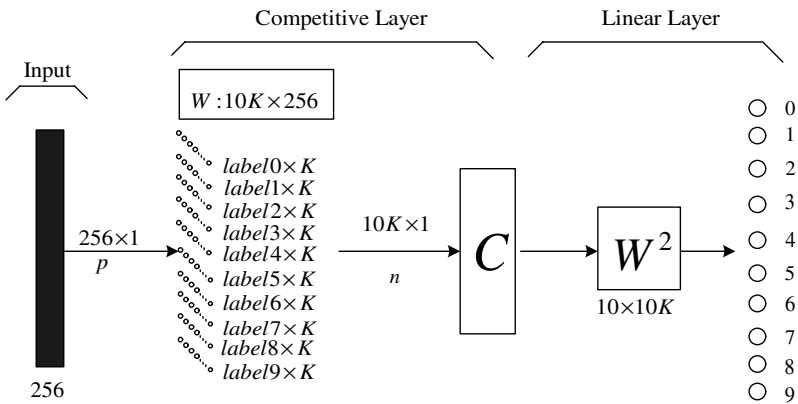 Competitive Layer
Linear Layer
Input
W : 10K × 256
label0 × K
label1 × K
label2 × K
label3 × K
label4 × K
label5 × K
label6 × K
label7 × K
label8 × K
label9 × K
256×1
p
10K ×1
n
C
W²
10×10K
256
0
1
2
3
4
5
6
7
8
9